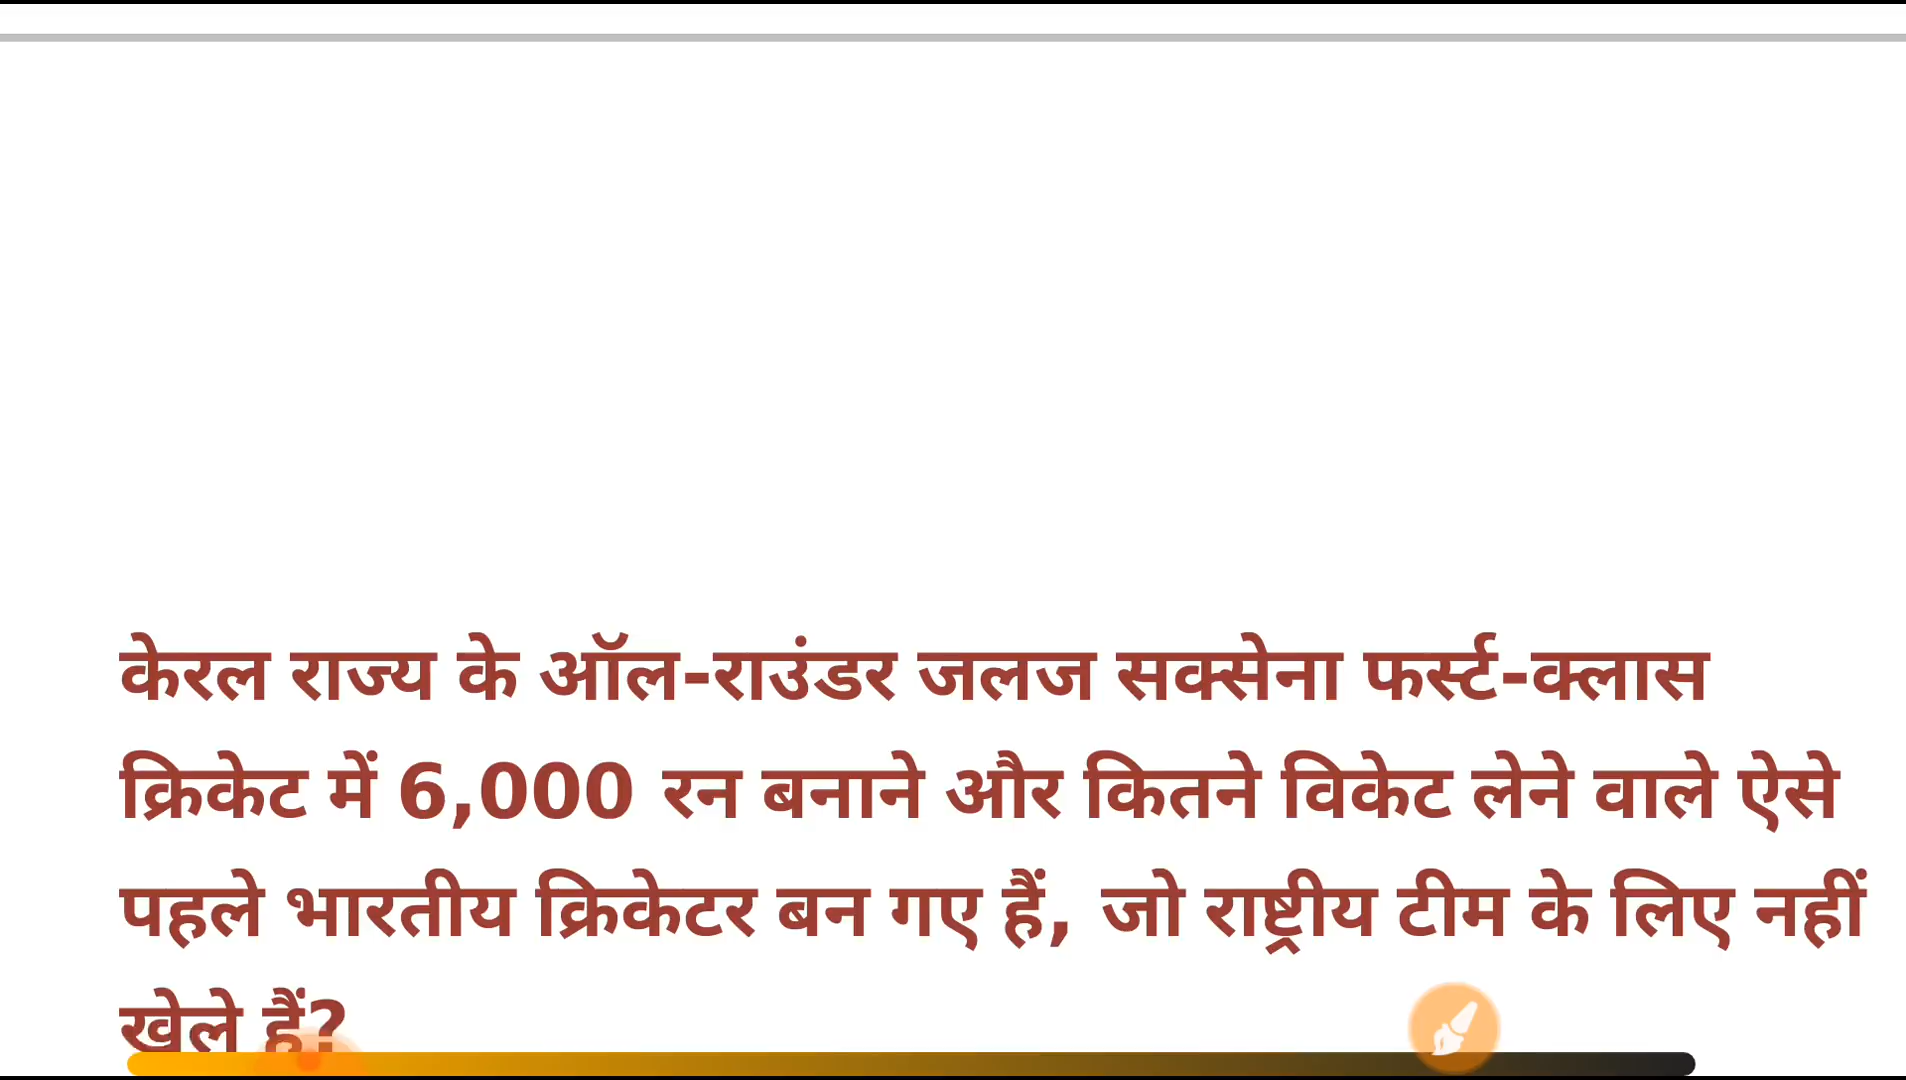 केरल राज्य के ऑल-राउंडर जलज सक्सेना फर्स्ट-क्लास
क्रिकेट में 6,000 रन बनाने और कितने विकेट लेने वाले ऐसे
पहले भारतीय क्रिकेटर बन गए हैं, जो राष्ट्रीय टीम के लिए नहीं
खेले हैं?